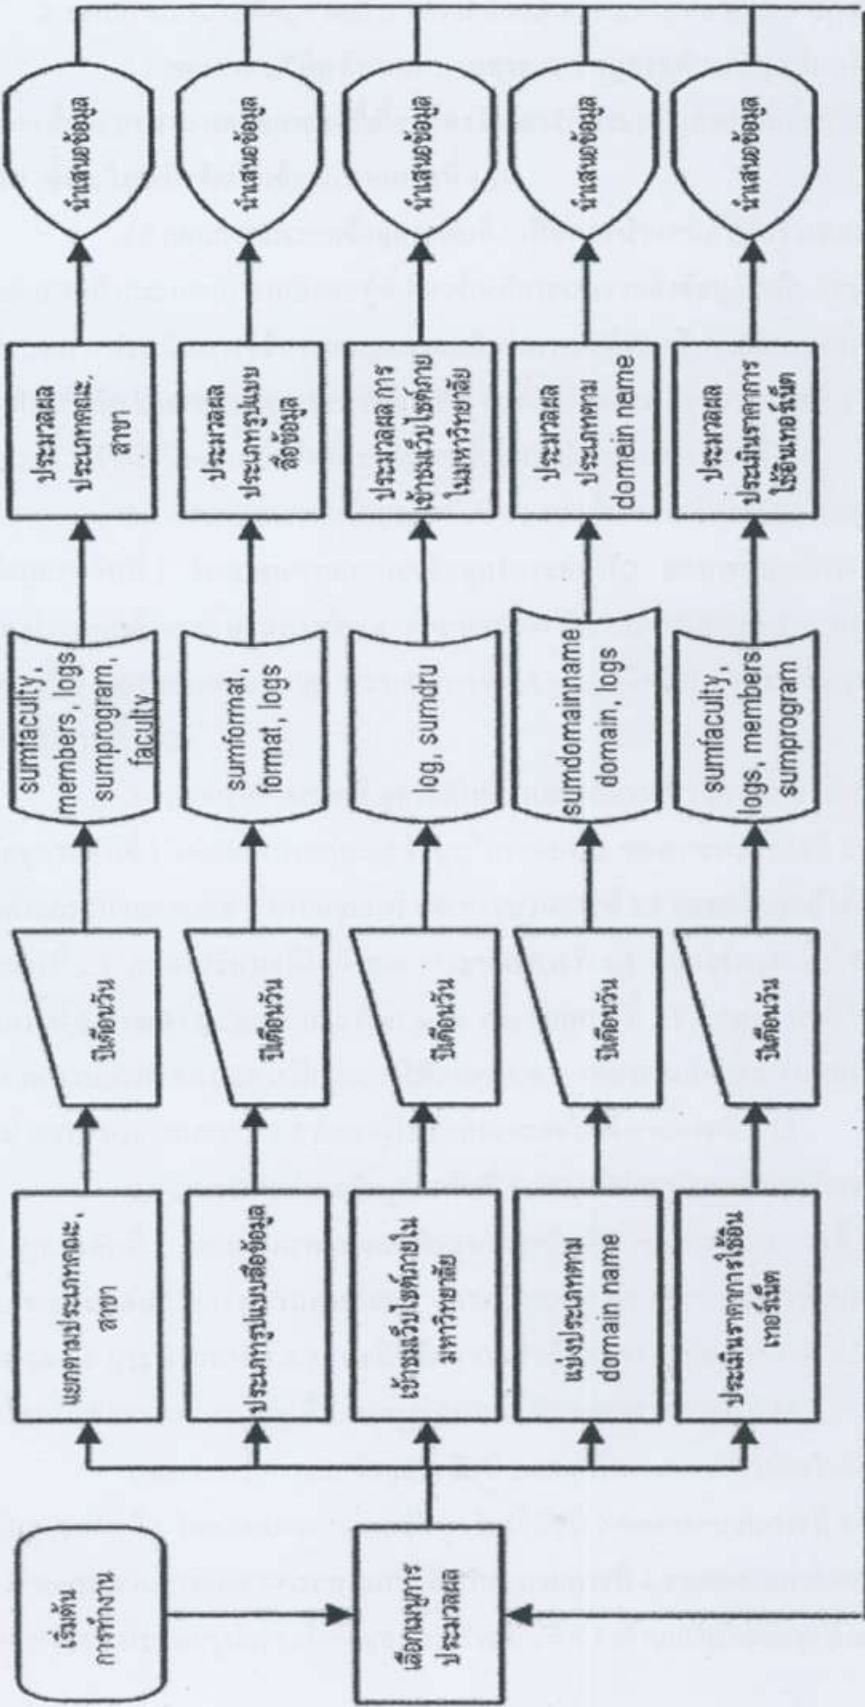 เริ่มต้น
การทำงาน
เลือกเมนูการ
ประมวลผล
แยกตามประเภทคณะ,
สาขา
ปีเดือนวัน
sumfaculty,
members, logs
sumprogram,
faculty
ประมวลผล
ประเภทคณะ,
สาขา
นำเสนอข้อมูล
ประเภทรูปแบบสื่อข้อมูล
ปีเดือนวัน
sumformat,
format, logs
ประมวลผล
ประเภทรูปแบบ
สื่อข้อมูล
นำเสนอข้อมูล
เข้าชมเว็บไซต์ภายใน
มหาวิทยาลัย
ปีเดือนวัน
log, sumdru
ประมวลผล การ
เข้าชมเว็บไซต์ภาย
ในมหาวิทยาลัย
นำเสนอข้อมูล
แบ่งประเภทตาม
domain name
ปีเดือนวัน
sumdomainname
domain, logs
ประมวลผล
ประเภทตาม
domain name
นำเสนอข้อมูล
ประเมินราคาการใช้อิน
เทอร์เน็ต
ปีเดือนวัน
sumfaculty,
logs, members
sumprogram
ประมวลผล
ประเมินราคาการ
ใช้อินเทอร์เน็ต
นำเสนอข้อมูล